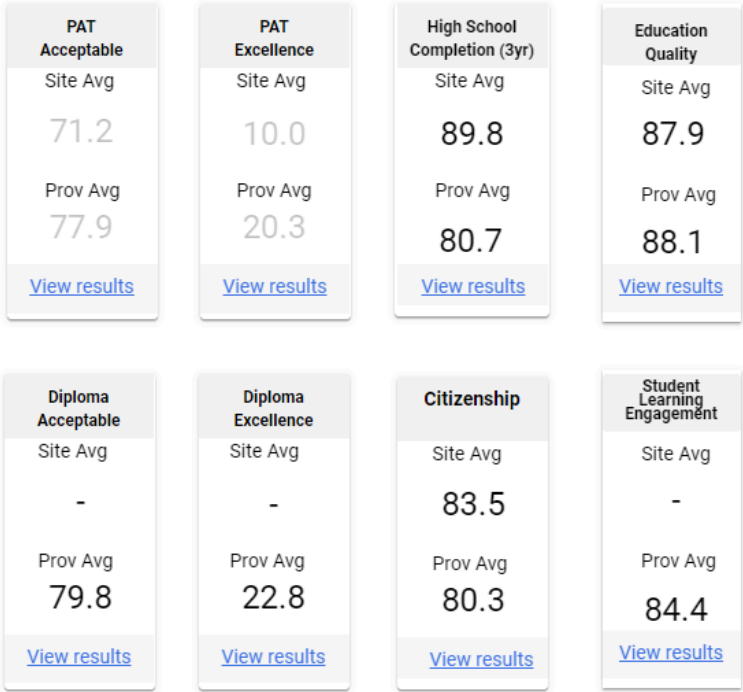 PAT
Acceptable
Site Avg
71.2
Prov Avg
77.9
View results
PAT
Excellence
Site Avg
10.0
Prov Avg
20.3
View results
High School
Completion (3yr)
Site Avg
89.8
Prov Avg
80.7
View results
Education
Quality
Site Avg
87.9
Prov Avg
88.1
View results
Diploma
Acceptable
Site Avg
-
Prov Avg
79.8
View results
Diploma
Excellence
Site Avg
-
Prov Avg
22.8
View results
Citizenship
Site Avg
83.5
Prov Avg
80.3
View results
Student
Learning
Engagement
Site Avg
-
Prov Avg
84.4
View results